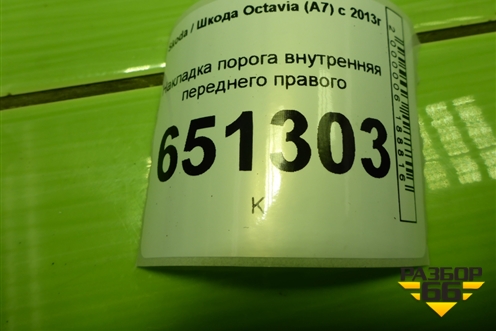 Skoda / Шкода Octavia (A7) с 2013г
Накладка порога внутренняя
переднего правого
651303
К
РАЗБОР
66